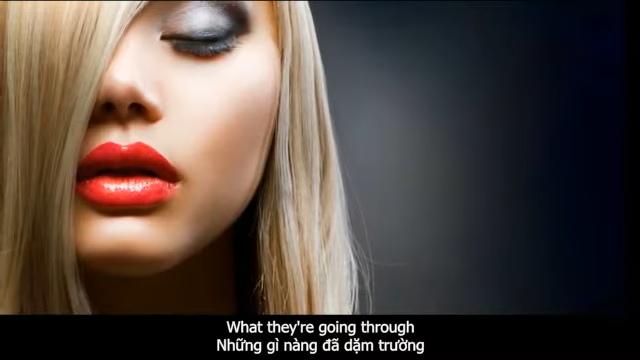 What they're going through
Những gì nàng đã dặm trường